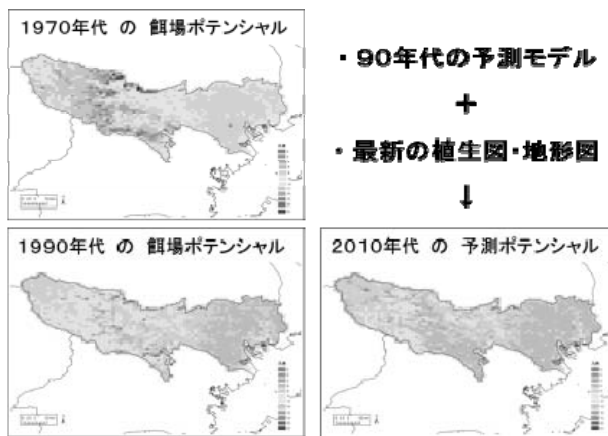 1970年代 の 餌場ポテンシャル
・90年代の予測モデル
＋
・最新の植生図・地形図
↓
1990年代 の 餌場ポテンシャル
2010年代 の 予測ポテンシャル